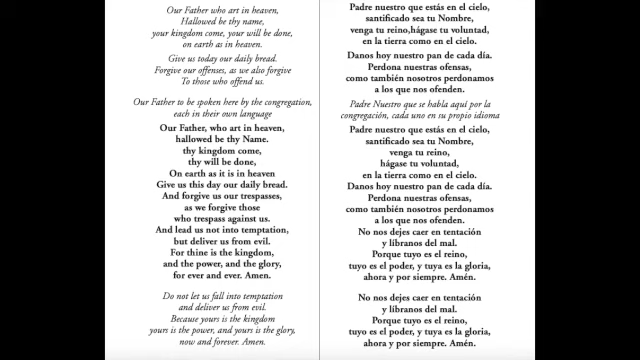 Our Father who art in heaven,
Hallowed be thy name,
your kingdom come, your will be done,
on earth as in heaven.
Give us today our daily bread.
Forgive our offenses, as we also forgive
To those who offend us.
Our Father to be spoken here by the congregation,
each in their own language
Our Father, who art in heaven,
hallowed be thy Name.
thy kingdom come,
thy will be done,
On earth as it is in heaven
Give us this day our daily bread.
And forgive us our trespasses,
as we forgive those
who trespass against us.
And lead us not into temptation,
but deliver us from evil.
For thine is the kingdom,
and the power, and the glory,
for ever and ever. Amen.
Do not let us fall into temptation
and deliver us from evil.
Because yours is the kingdom
yours is the power, and yours is the glory,
now and forever. Amen.
Padre nuestro que estás en el cielo,
santificado sea tu Nombre,
venga tu reino,hágase tu voluntad,
en la tierra como en el cielo.
Danos hoy nuestro pan de cada día.
Perdona nuestras ofensas,
como también nosotros perdonamos
a los que nos ofenden.
Padre Nuestro que se habla aquí por la
congregación, cada uno en su propio idioma
Padre nuestro que estás en el cielo,
santificado sea tu Nombre,
venga tu reino,
hágase tu voluntad,
en la tierra como en el cielo.
Danos hoy nuestro pan de cada día.
Perdona nuestras ofensas,
como también nosotros perdonamos
a los que nos ofenden.
No nos dejes caer en tentación
y líbranos del mal.
Porque tuyo es el reino,
tuyo es el poder, y tuya es la gloria,
ahora y por siempre. Amén.
No nos dejes caer en tentación
y líbranos del mal.
Porque tuyo es el reino,
tuyo es el poder, y tuya es la gloria,
ahora y por siempre. Amén.